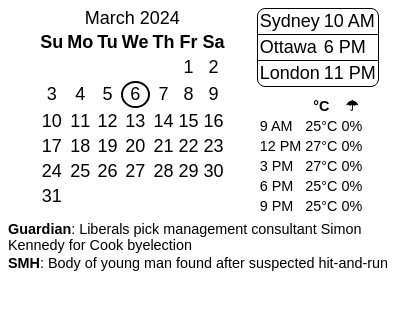 March 2024
Su Mo Tu We Th Fr Sa
1 2
3 4 5 6 7 8 9
10 11 12 13 14 15 16
17 18 19 20 21 22 23
24 25 26 27 28 29 30
31
Sydney 10 AM
Ottawa 6 PM
London 11 PM
°C ☂
9 AM 25°C 0%
12 PM 27°C 0%
3 PM 27°C 0%
6 PM 25°C 0%
9 PM 25°C 0%
Guardian: Liberals pick management consultant Simon
Kennedy for Cook byelection
SMH: Body of young man found after suspected hit-and-run